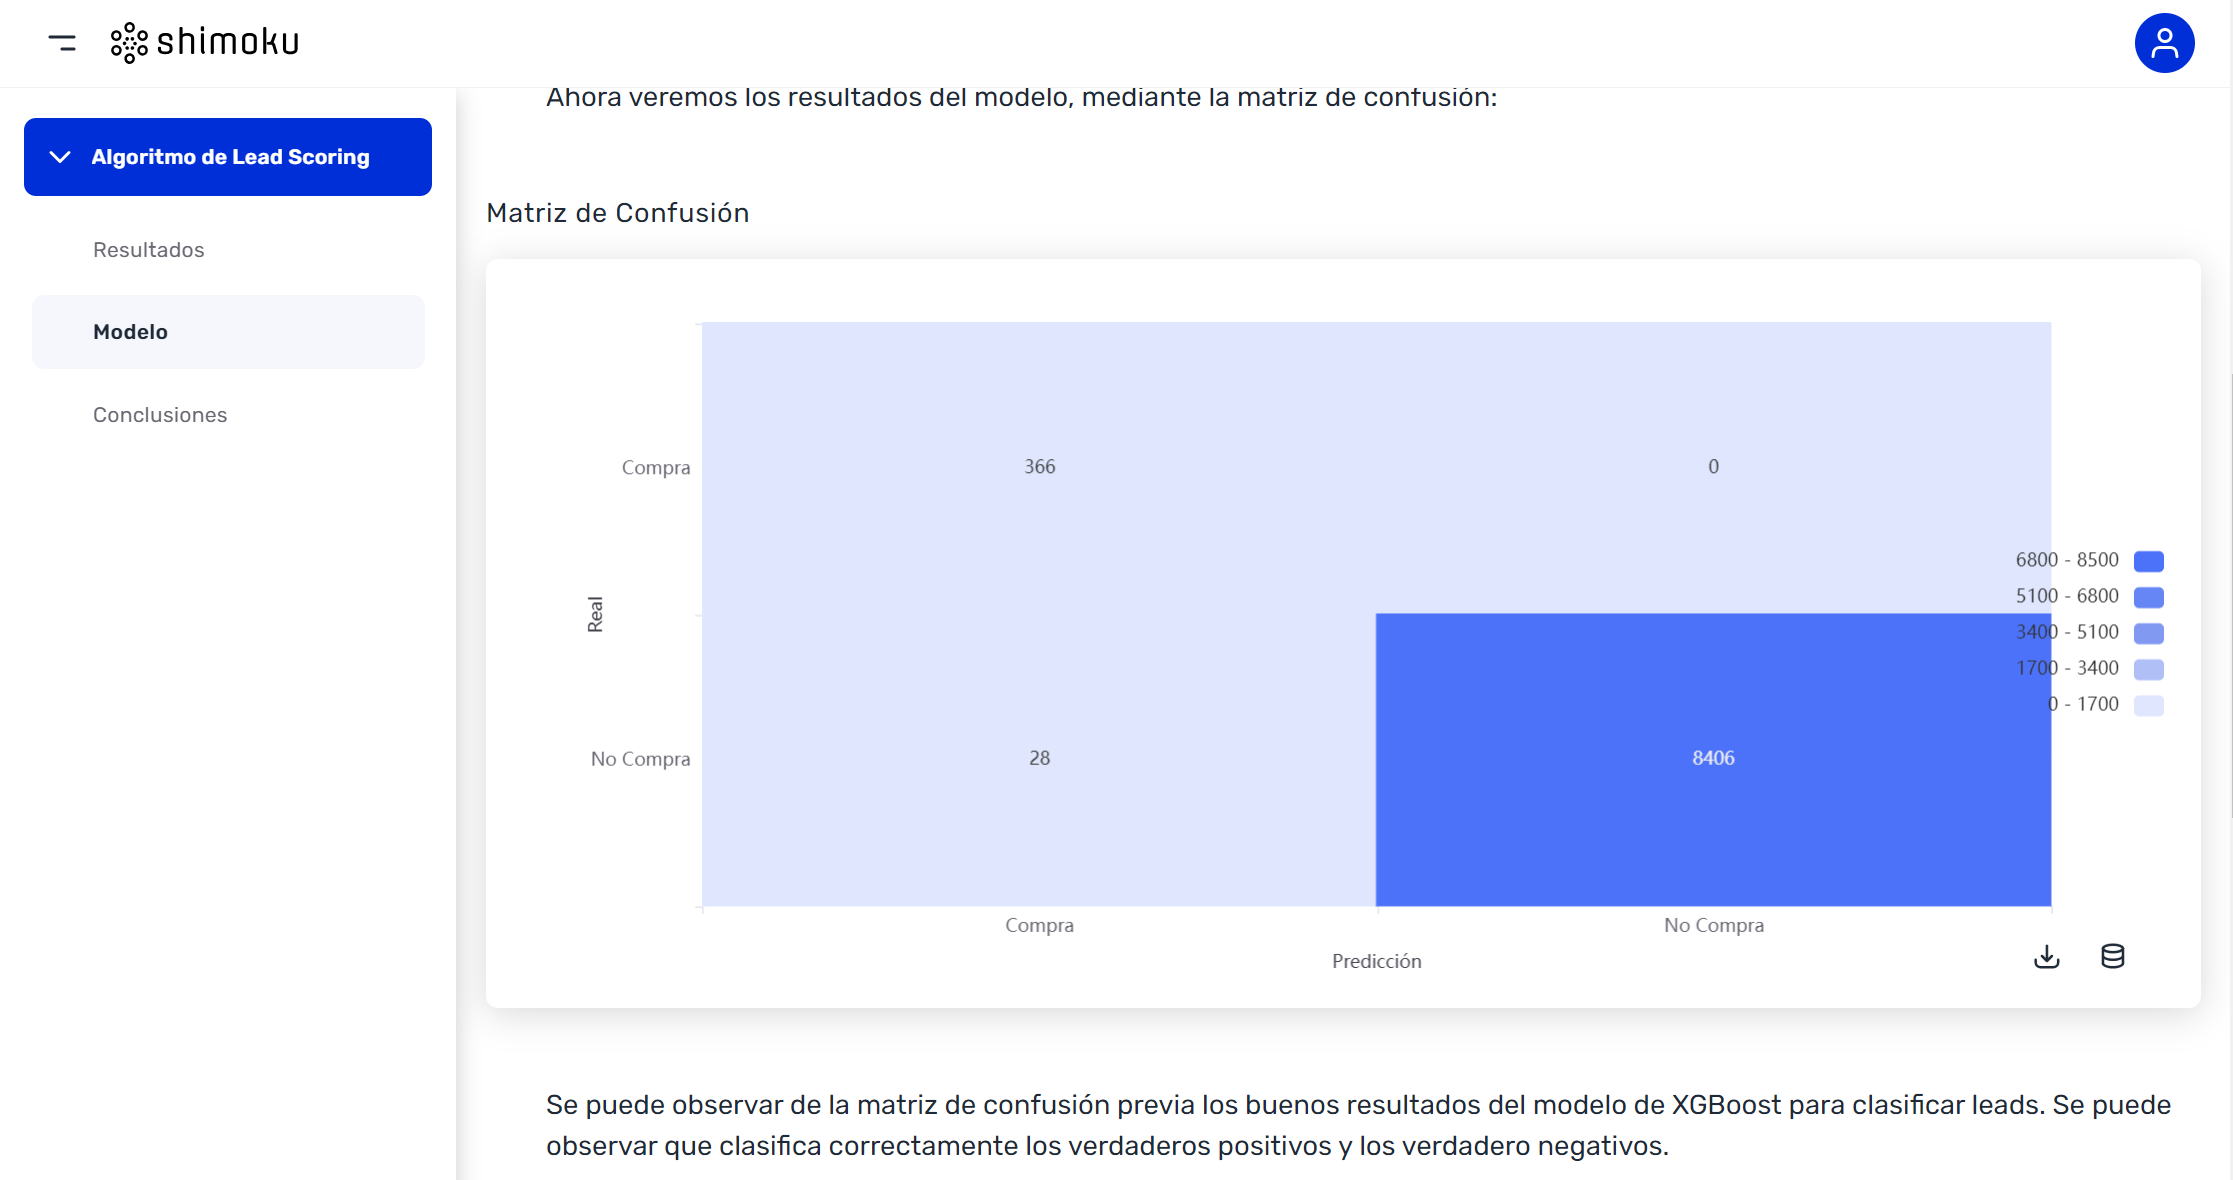 shimoku
Algoritmo de Lead Scoring
Resultados
Modelo
Conclusiones
Ahora veremos los resultados del modelo, mediante la matriz de confusión:
Matriz de Confusión
Compra
366
0
Real
No Compra
28
8406
6800 - 8500
5100 - 6800
3400 - 5100
1700 - 3400
0 - 1700
Compra
No Compra
Predicción
Se puede observar de la matriz de confusión previa los buenos resultados del modelo de XGBoost para clasificar leads. Se puede
observar que clasifica correctamente los verdaderos positivos y los verdadero negativos.